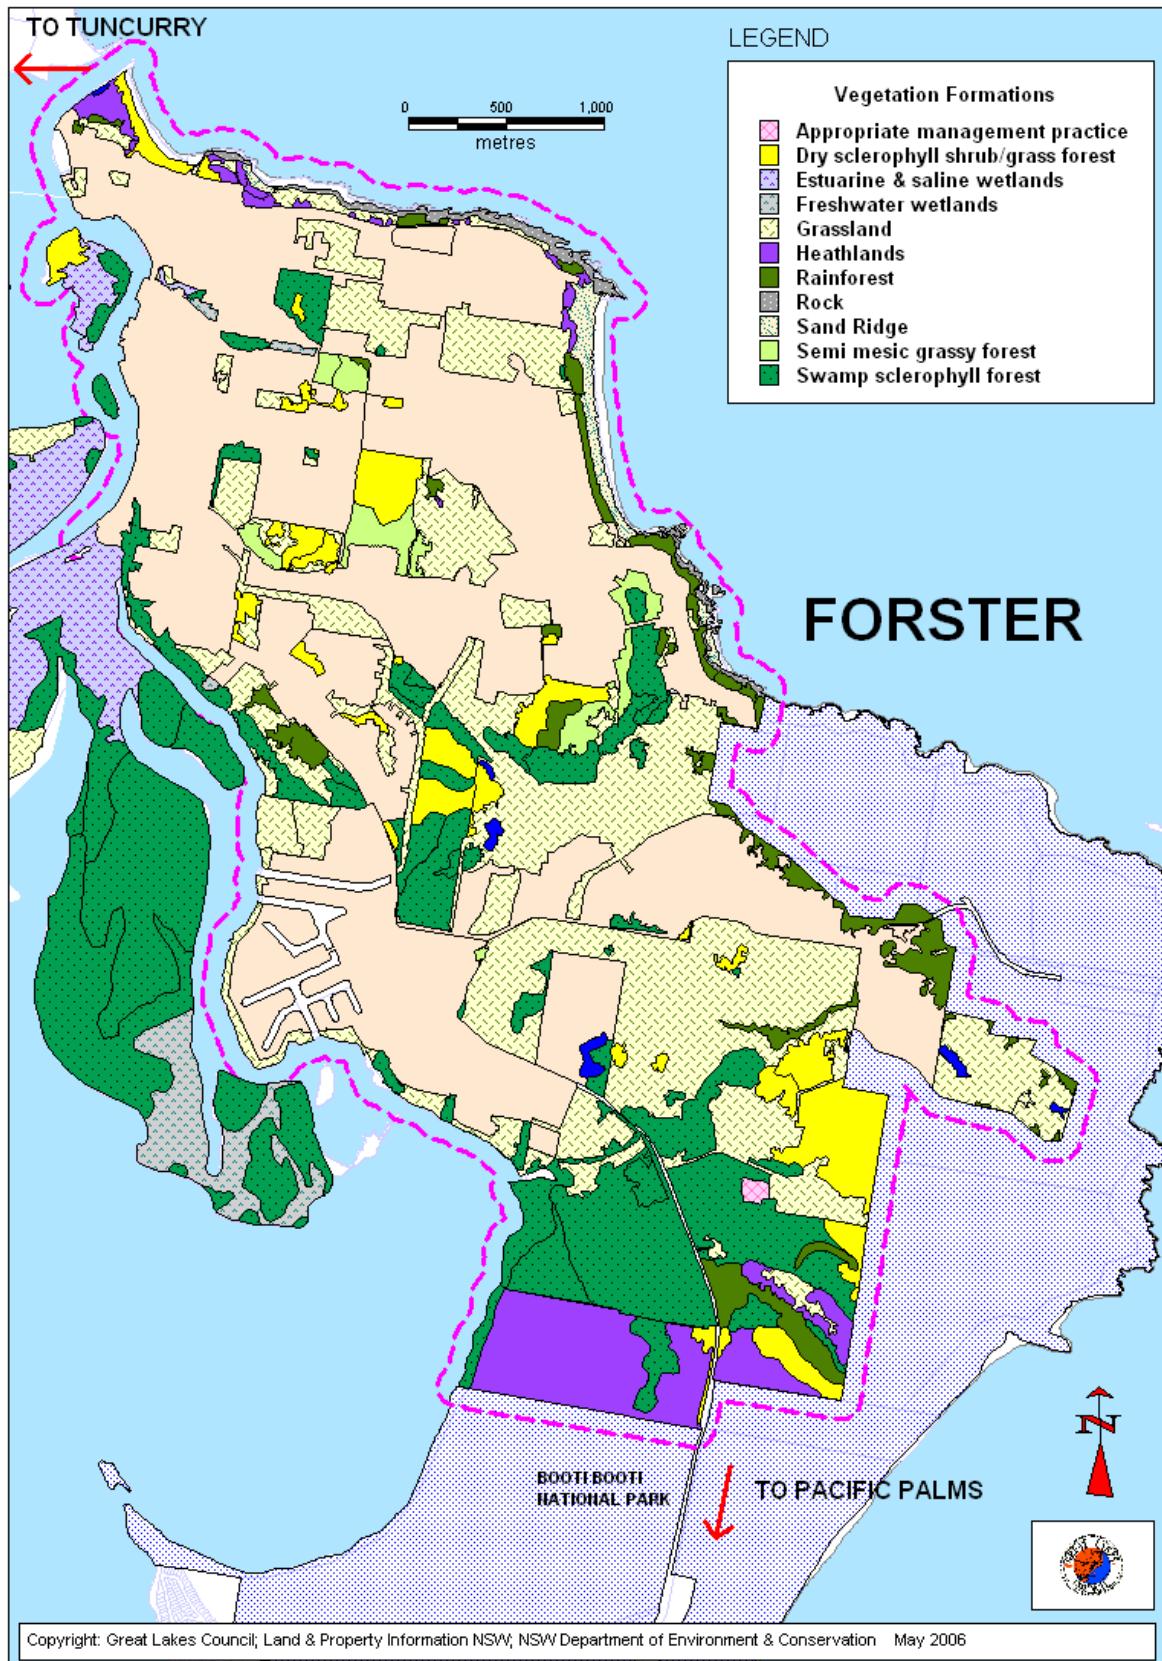 TO TUNCURRY
LEGEND
0 500 1,000
metres
Vegetation Formations
Appropriate management practice
Dry sclerophyll shrub/grass forest
Estuarine & saline wetlands
Freshwater wetlands
Grassland
Heathlands
Rainforest
Rock
Sand Ridge
Semi mesic grassy forest
Swamp sclerophyll forest
FORSTER
N
BOOTI BOOTI
NATIONAL PARK
TO PACIFIC PALMS
Copyright: Great Lakes Council; Land & Property Information NSW; NSW Department of Environment & Conservation May 2006